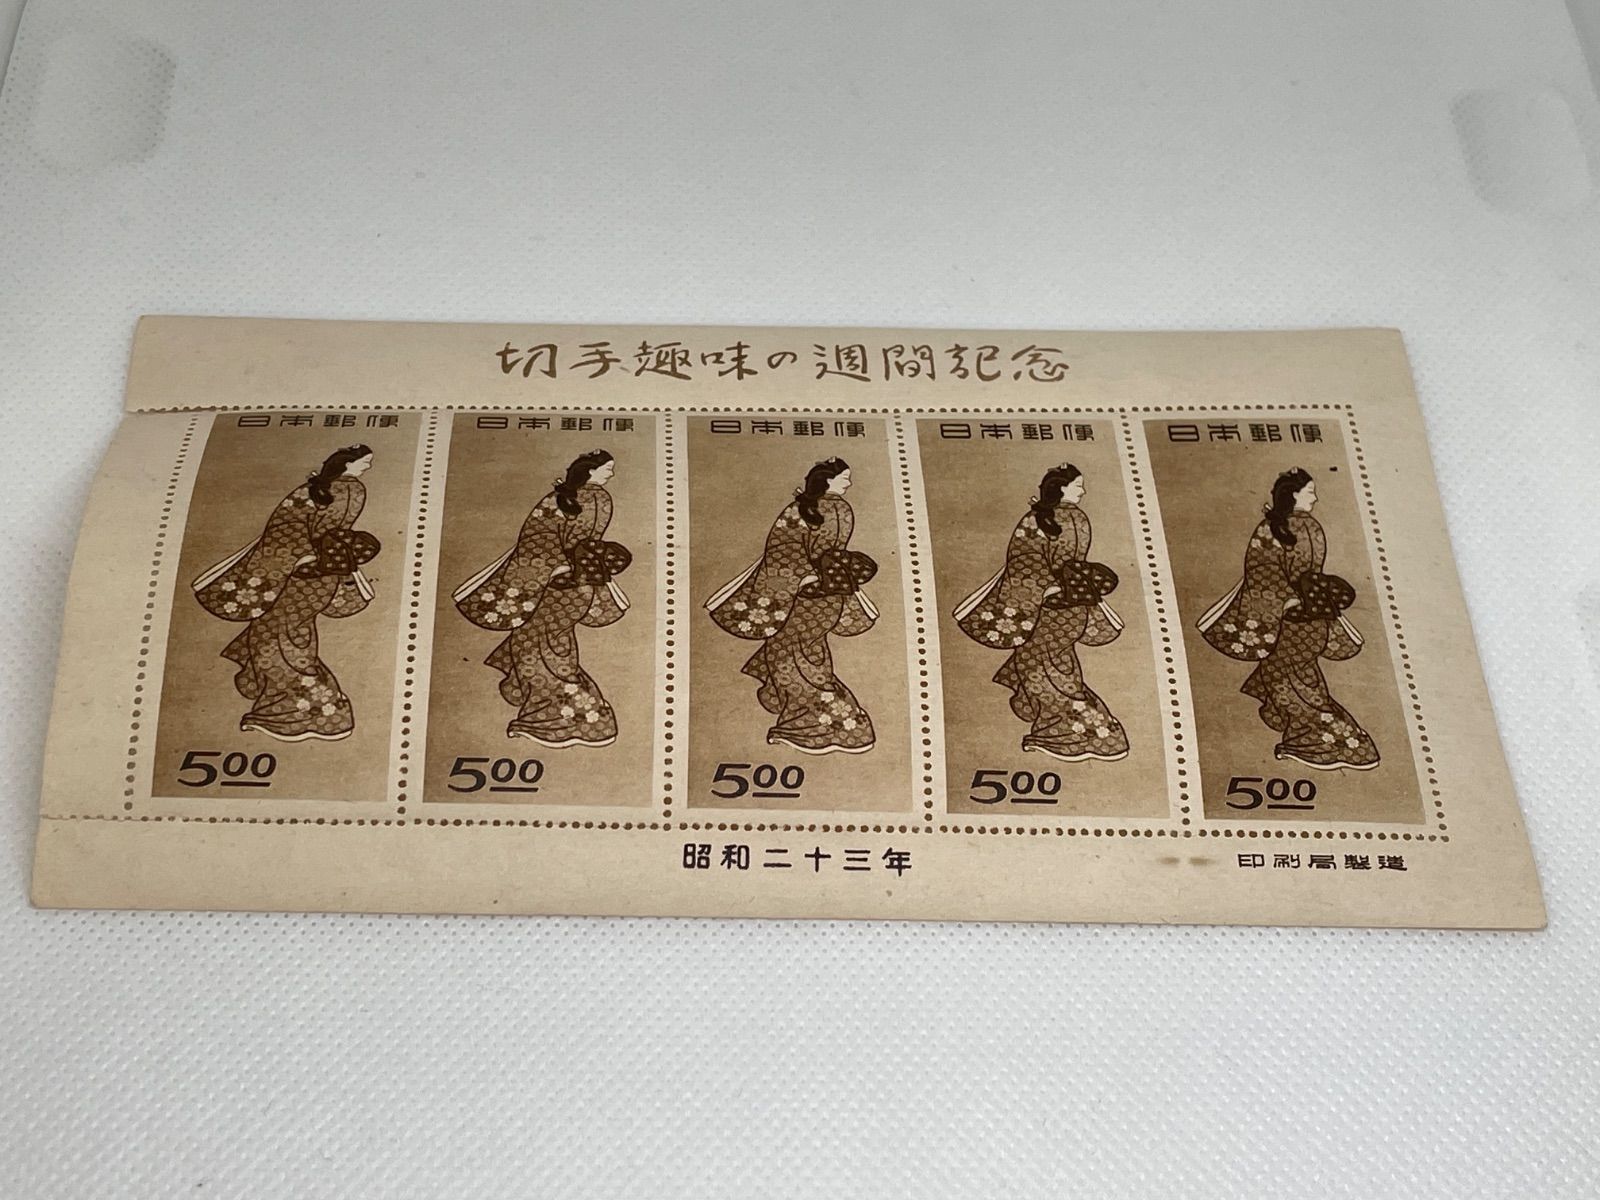 切手趣味の週間記念
日本郵便 日本郵便 日本郵便 日本郵便 日本郵便
5.00 5.00 5.00 5.00 5.00
昭和二十三年
印刷局製造